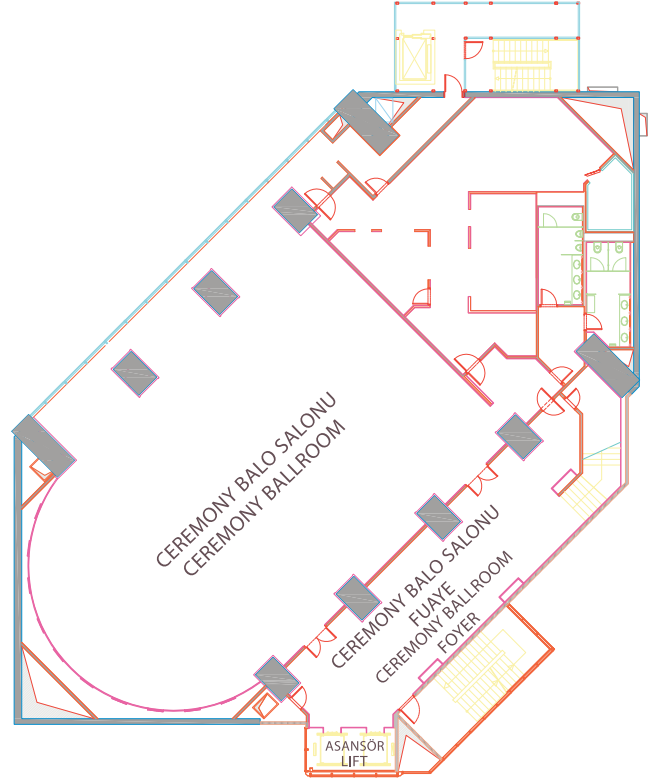 CEREMONY BALO SALONU
CEREMONY BALLROOM
CEREMONY BALO SALONU
FUAYE
CEREMONY BALLROOM
FOYER
ASANSÖR
LIFT